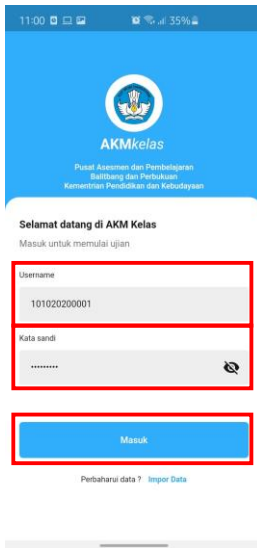 11:00 35%
AKMkelas
Pusat Asesmen dan Pembelajaran
Balitbang dan Perbukuan
Kementrian Pendidikan dan Kebudayaan
Selamat datang di AKM Kelas
Masuk untuk memulai ujian
Username
101020200001
Kata sandi
·········
Masuk
Perbaharui data ? Impor Data